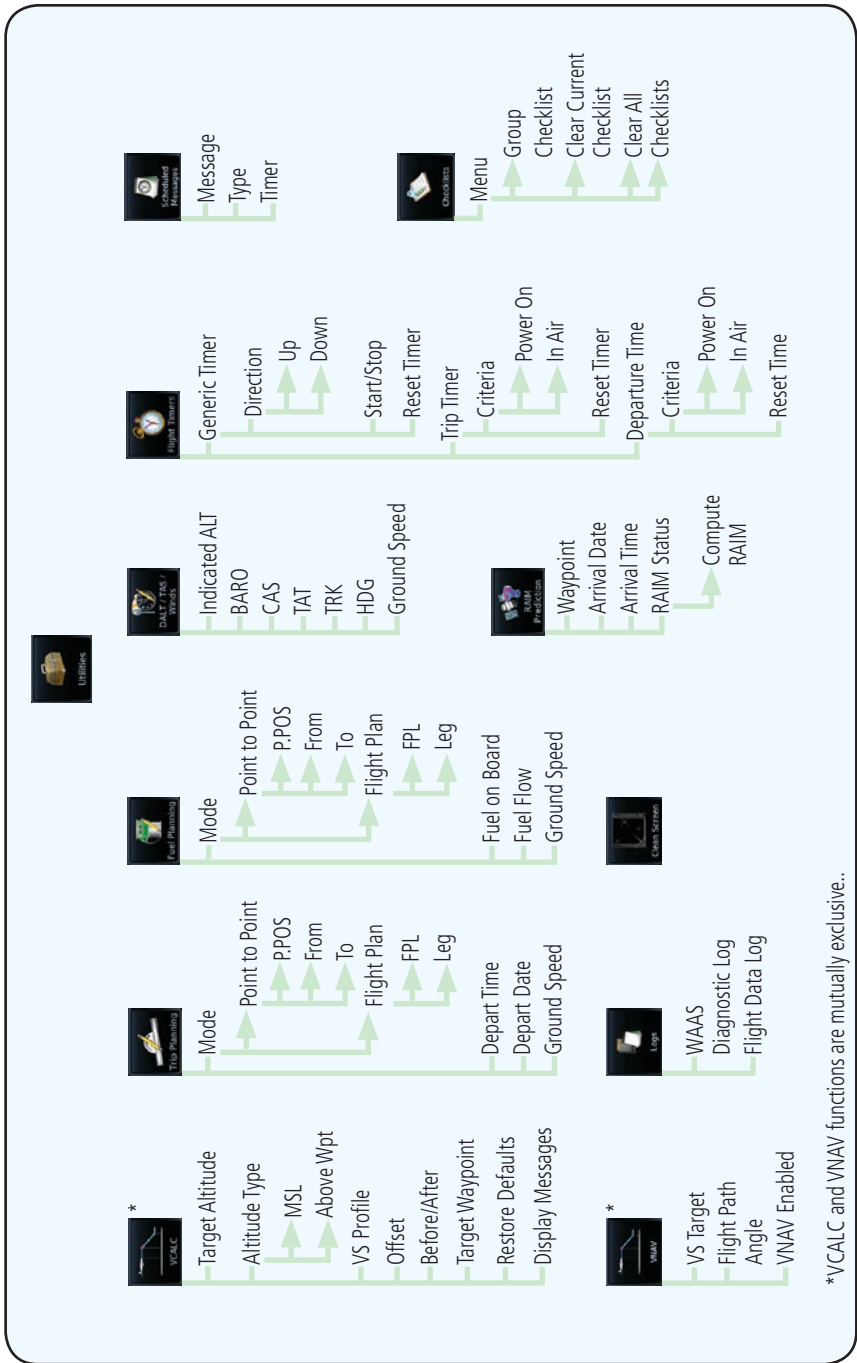 Utilities
*
VCALC
Target Altitude
Altitude Type
MSL
Above Wpt
VS Profile
Offset
Before/After
Target Waypoint
Restore Defaults
Display Messages
Trip Planning
Mode
Point to Point
P.POS
From
To
Flight Plan
FPL
Leg
Depart Time
Depart Date
Ground Speed
Fuel Planning
Mode
Point to Point
P.POS
From
To
Flight Plan
FPL
Leg
Fuel on Board
Fuel Flow
Ground Speed
DALT / TAS /
Winds
Indicated ALT
BARO
CAS
TAT
TRK
HDG
Ground Speed
Flight Timers
Generic Timer
Direction
Up
Down
Start/Stop
Reset Timer
Trip Timer
Criteria
Power On
In Air
Reset Timer
Departure Time
Criteria
Power On
In Air
Reset Time
Scheduled
Messages
Message
Type
Timer
*
VNAV
VS Target
Flight Path
Angle
VNAV Enabled
Logs
WAAS
Diagnostic Log
Flight Data Log
Clean Screen
RAIM
Prediction
Waypoint
Arrival Date
Arrival Time
RAIM Status
Compute
RAIM
Checklists
Menu
Group
Checklist
Clear Current
Checklist
Clear All
Checklists
*VCALC and VNAV functions are mutually exclusive..